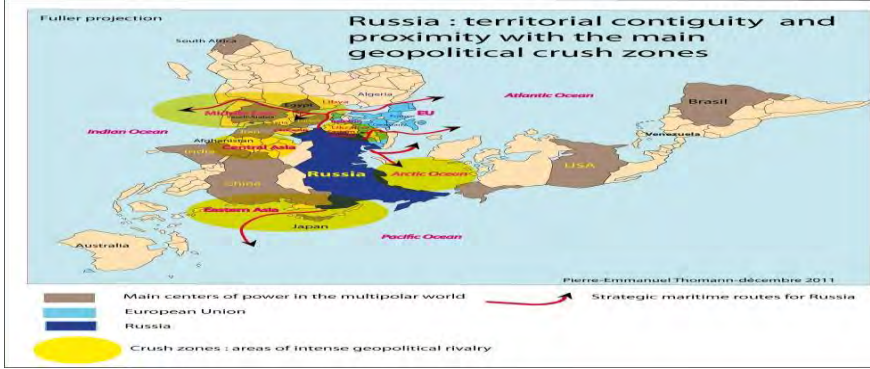 Fuller projection
Russia : territorial contiguity and
proximity with the main
geopolitical crush zones
South Africa
Algeria
Libya
Egypt
Atlantic Ocean
EU
Brasil
Indian Ocean
Iran
Venezuela
Afghanistan
Central Asia
India
Russia
Arctic Ocean
USA
China
Eastern Asia
Japan
Pacific Ocean
Australia
Pierre-Emmanuel Thomann-décembre 2011
Main centers of power in the multipolar world
Strategic maritime routes for Russia
European Union
Russia
Crush zones : areas of intense geopolitical rivalry